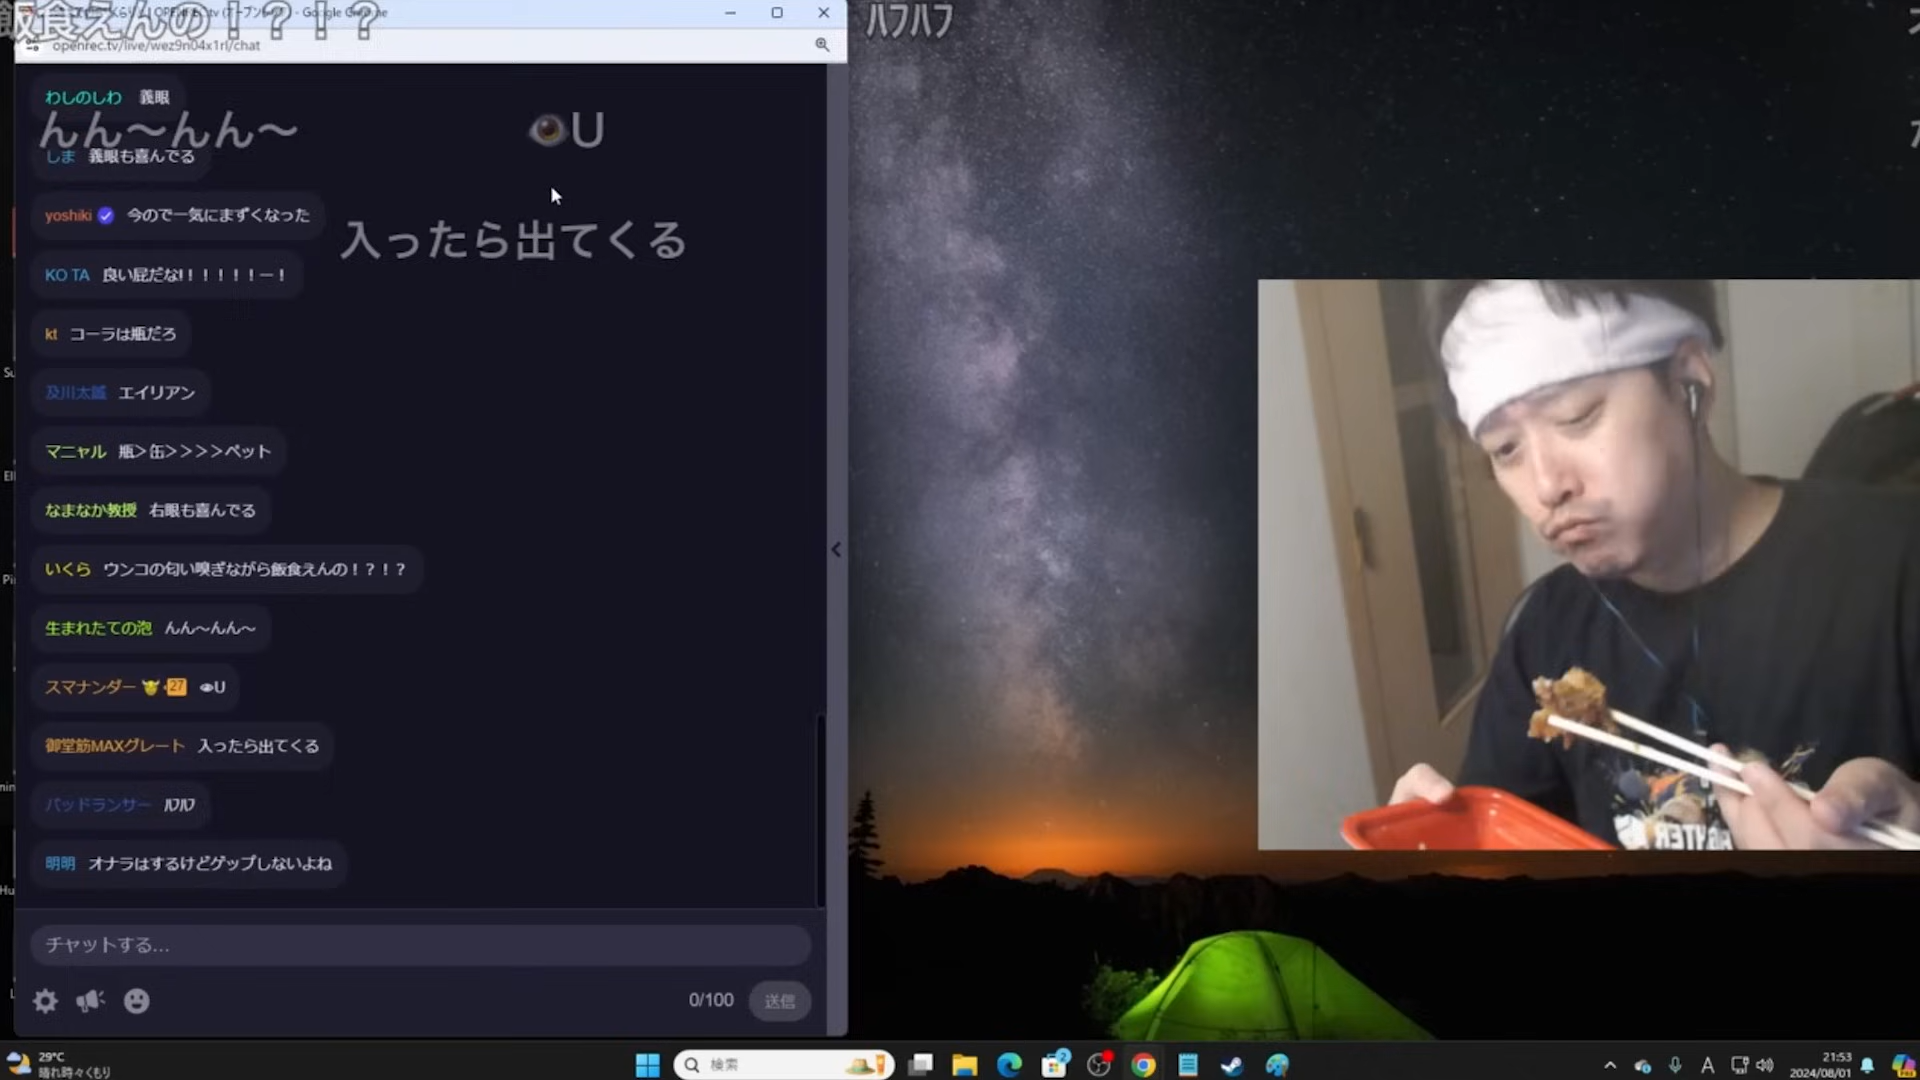 飯食えんの！？！？
openrec.tv/live/wez9n04x1rl/chat
ハフハフ
わしのしわ 義眼
んん〜んん〜
👁U
しま 義眼も喜んでる
yoshiki 今ので一気にまずくなった
入ったら出てくる
KO TA 良い屁だな!！！！！！ー！
kt コーラは瓶だろ
エイリアン
マニャル 瓶＞缶＞＞＞＞ペット
なまなか教授 右眼も喜んでる
いくら ウンコの匂い嗅ぎながら飯食えんの！？！？
生まれたての泡 んん〜んん〜
スマナンダー 27 👁U
御堂筋MAXグレート 入ったら出てくる
バッドランサー ﾊﾌﾊﾌ
明明 オナラはするけどゲップしないよね
チャットする...
0/100 送信
29°C
晴れ時々くもり
検索
2
A
21:53
2024/08/01